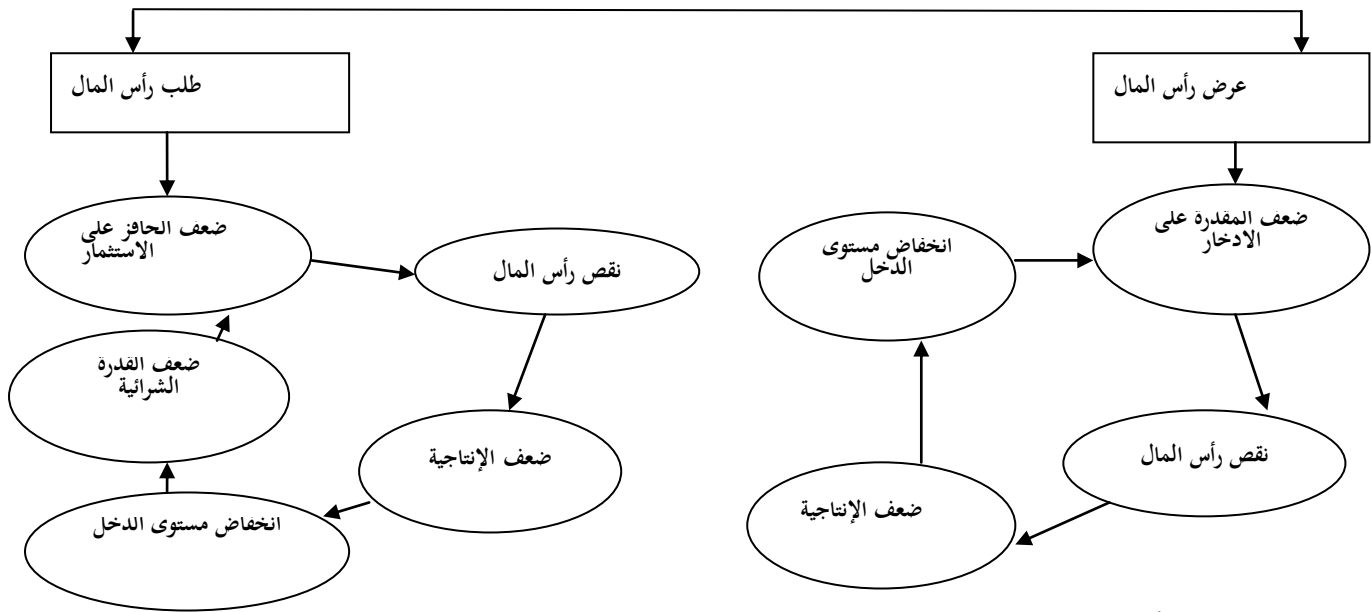 عرض رأس المال
طلب رأس المال
ضعف المقدرة على
الادخار
انخفاض مستوى
الدخل
نقص رأس المال
ضعف الإنتاجية
ضعف الحافز على
الاستثمار
نقص رأس المال
ضعف القدرة
الشرائية
ضعف الإنتاجية
انخفاض مستوى الدخل